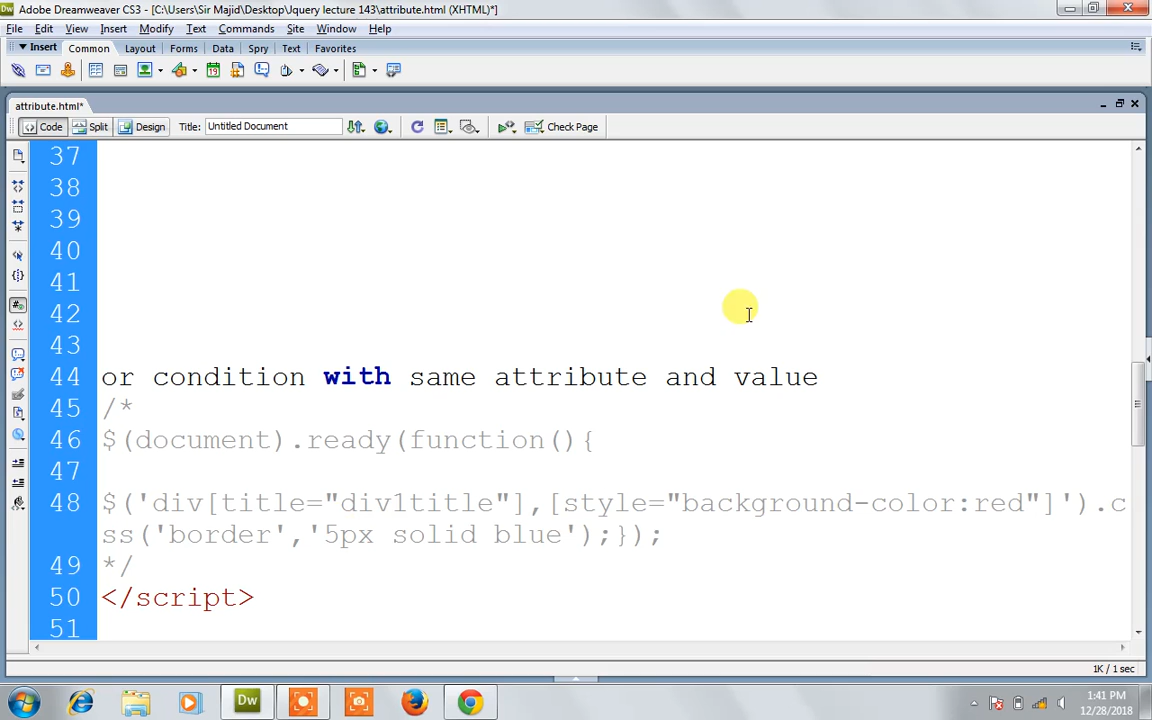 Adobe Dreamweaver CS3 - [C:\Users\Sir Majid\Desktop\Jquery lecture 143\attribute.html (XHTML)*]
File Edit View Insert Modify Text Commands Site Window Help
Insert Common Layout Forms Data Spry Text Favorites
attribute.html*
Code Split Design Title: Untitled Document Check Page
37
38
39
40
41
42
43
44 or condition with same attribute and value
45 /*
46 $(document).ready(function(){
47
48 $('div[title="div1title"],[style="background-color:red"]').c
ss('border','5px solid blue');});
49 */
50 </script>
51
1K / 1 sec
1:41 PM
12/28/2018